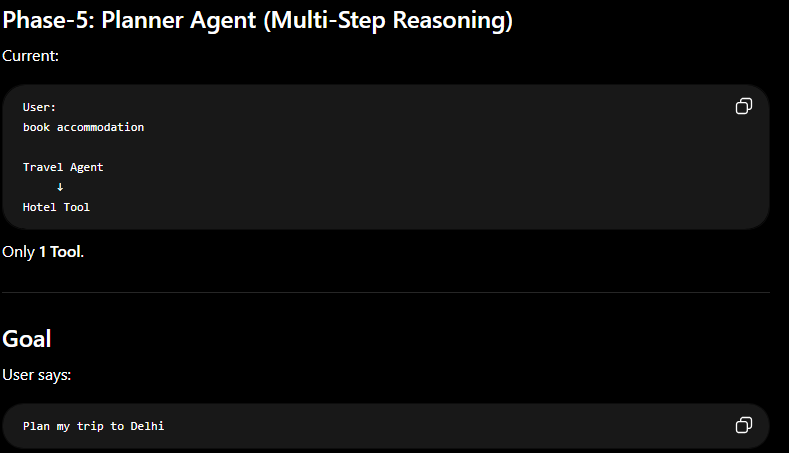 Phase-5: Planner Agent (Multi-Step Reasoning)
Current:
User:
book accommodation
Travel Agent
↓
Hotel Tool
Only 1 Tool.
Goal
User says:
Plan my trip to Delhi